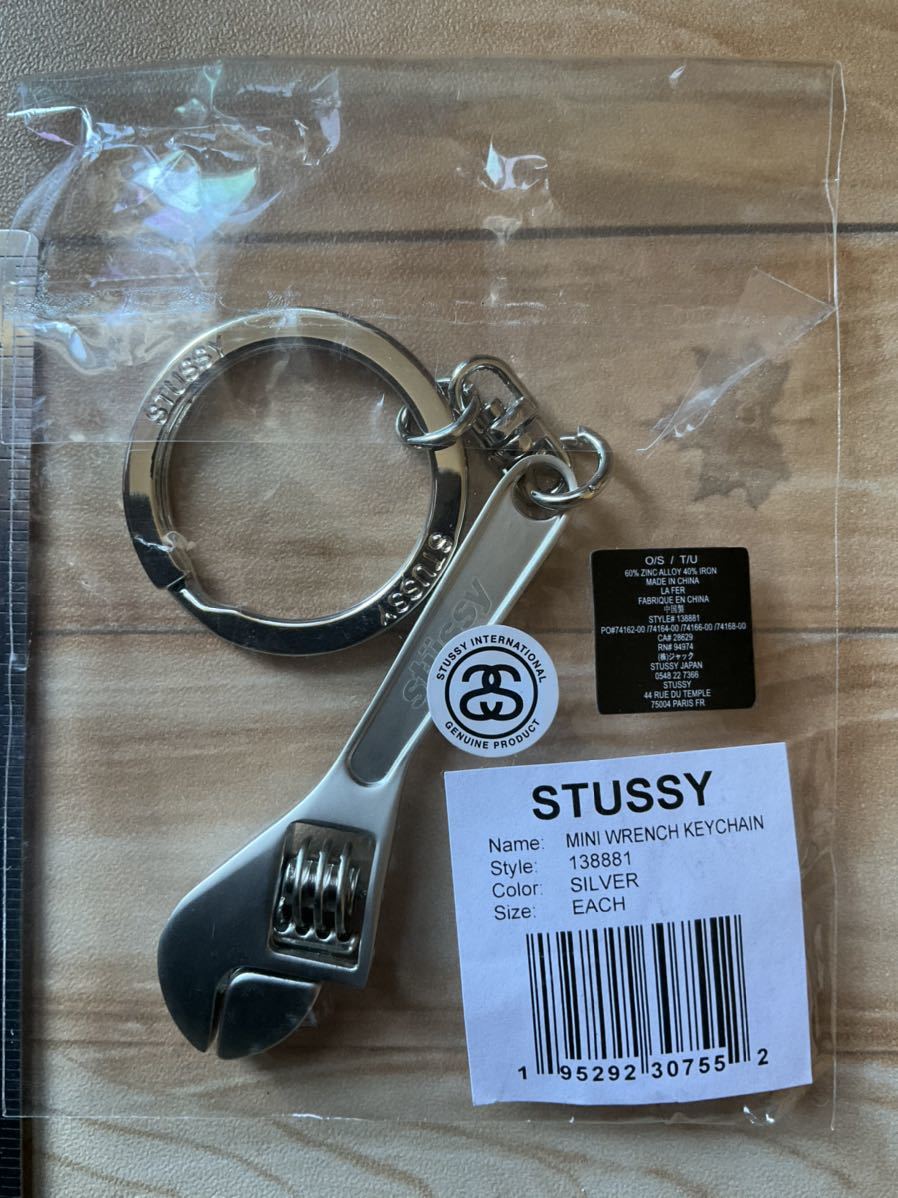 STUSSY
STUSSY
stussy
STUSSY INTERNATIONAL
GENUINE PRODUCT
O/S / T/U
60% ZINC ALLOY 40% IRON
MADE IN CHINA
LA FER
FABRIQUE EN CHINA
中国製
STYLE# 138881
PO#74162-00 /74164-00 /74166-00 /74168-00
CA# 28629
RN# 94974
(株)ジャック
STUSSY JAPAN
0548 22 7366
STUSSY
44 RUE DU TEMPLE
75004 PARIS FR
STUSSY
Name: MINI WRENCH KEYCHAIN
Style: 138881
Color: SILVER
Size: EACH
1 95292 30755 2